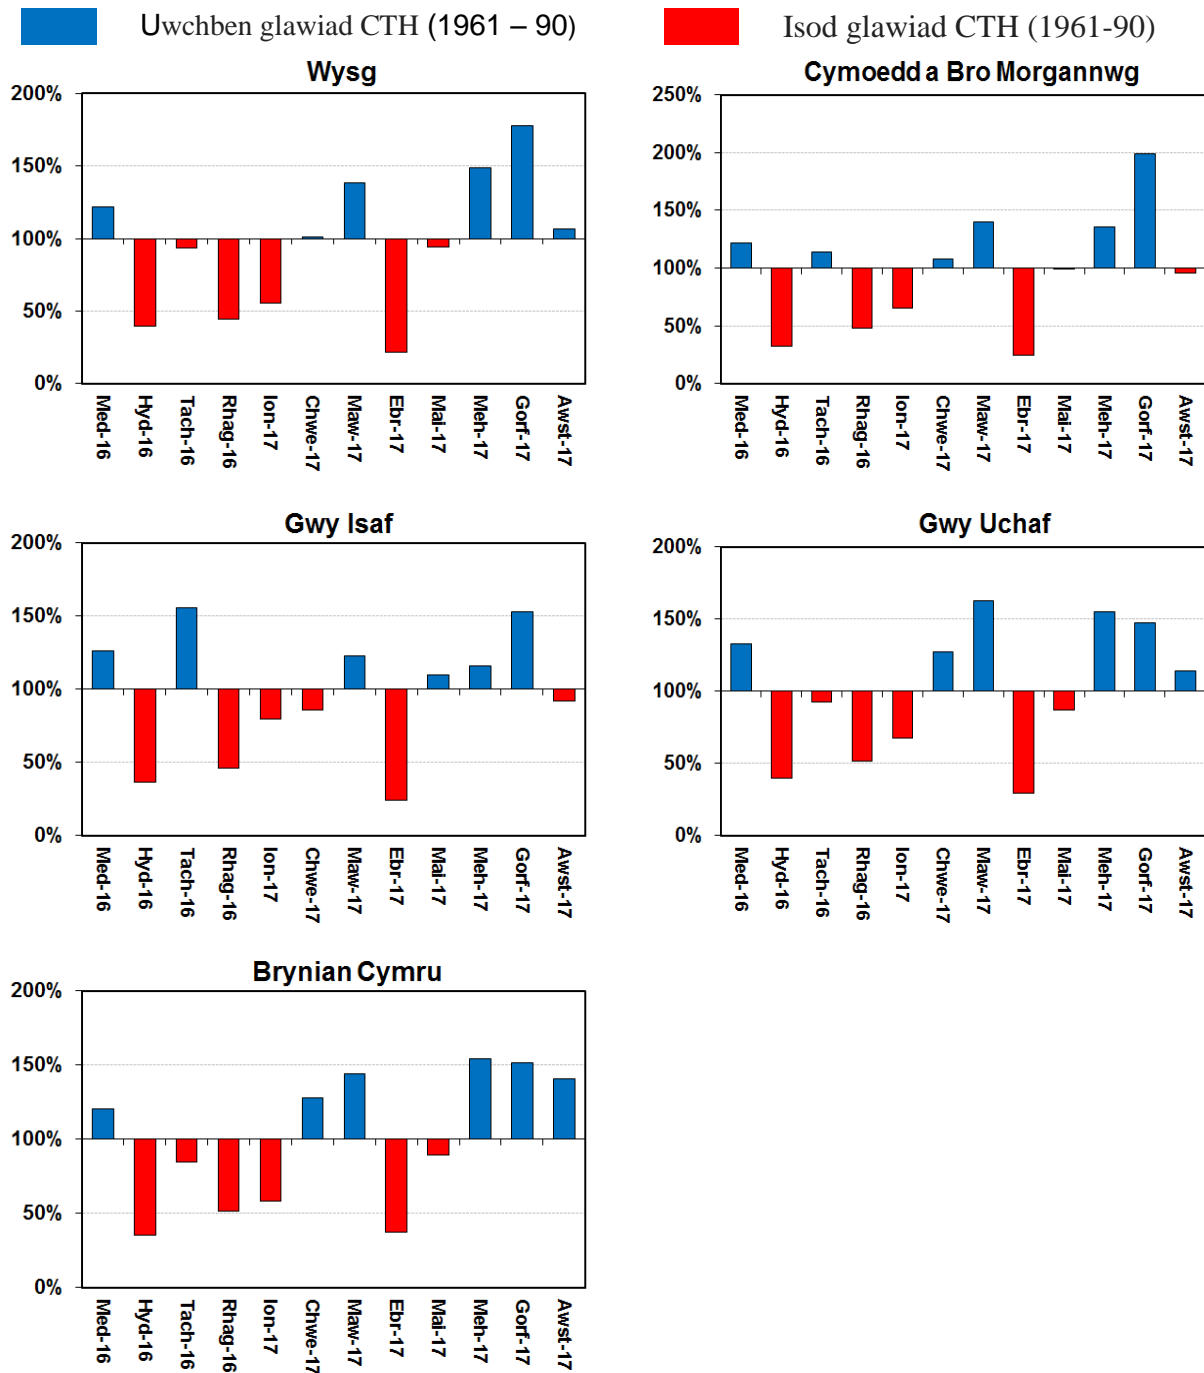 Uwchben glawiad CTH (1961 – 90)
Isod glawiad CTH (1961-90)
Wysg
200%
150%
100%
50%
0%
Med-16
Hyd-16
Tach-16
Rhag-16
Ion-17
Chwe-17
Maw-17
Ebr-17
Mai-17
Meh-17
Gorf-17
Awst-17
Cymoedd a Bro Morgannwg
250%
200%
150%
100%
50%
0%
Med-16
Hyd-16
Tach-16
Rhag-16
Ion-17
Chwe-17
Maw-17
Ebr-17
Mai-17
Meh-17
Gorf-17
Awst-17
Gwy Isaf
200%
150%
100%
50%
0%
Med-16
Hyd-16
Tach-16
Rhag-16
Ion-17
Chwe-17
Maw-17
Ebr-17
Mai-17
Meh-17
Gorf-17
Awst-17
Gwy Uchaf
200%
150%
100%
50%
0%
Med-16
Hyd-16
Tach-16
Rhag-16
Ion-17
Chwe-17
Maw-17
Ebr-17
Mai-17
Meh-17
Gorf-17
Awst-17
Brynian Cymru
200%
150%
100%
50%
0%
Med-16
Hyd-16
Tach-16
Rhag-16
Ion-17
Chwe-17
Maw-17
Ebr-17
Mai-17
Meh-17
Gorf-17
Awst-17